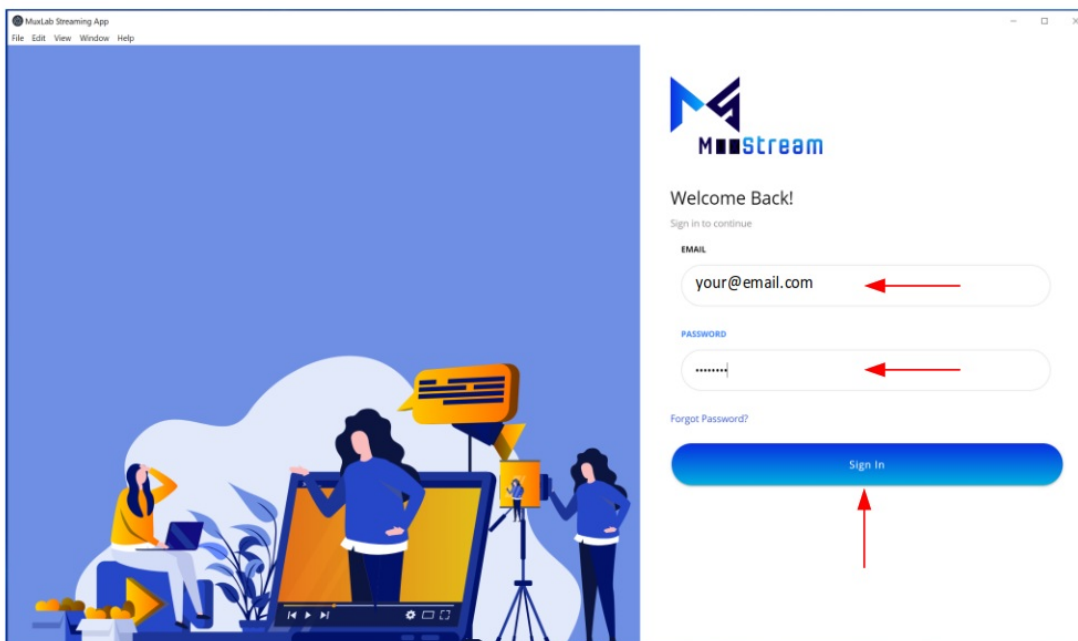 MuxLab Streaming App
File Edit View Window Help
Stream
Welcome Back!
Sign in to continue
EMAIL
your@email.com
PASSWORD
••••••••
Forgot Password?
Sign In